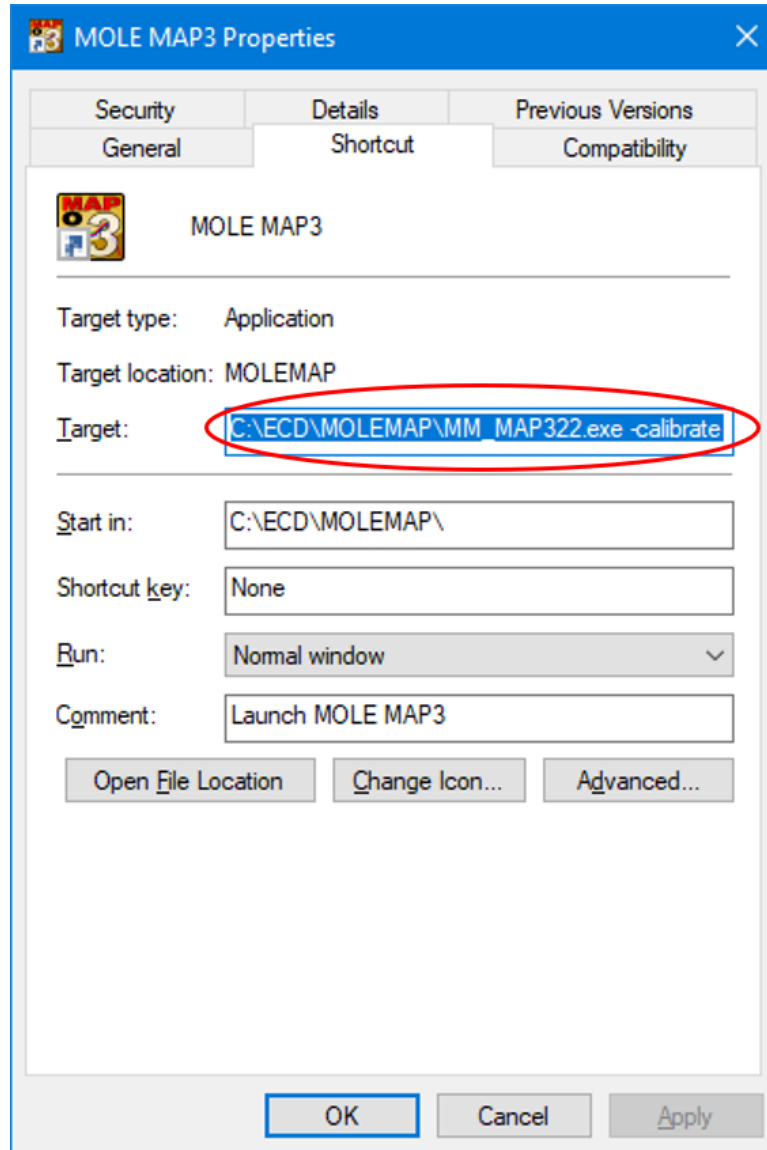 MOLE MAP3 Properties
Security Details Previous Versions
General Shortcut Compatibility
MAP
3
MOLE MAP3
Target type: Application
Target location: MOLEMAP
Target: C:\ECD\MOLEMAP\MM_MAP322.exe -calibrate
Start in: C:\ECD\MOLEMAP\
Shortcut key: None
Run: Normal window
Comment: Launch MOLE MAP3
Open File Location Change Icon... Advanced...
OK Cancel Apply